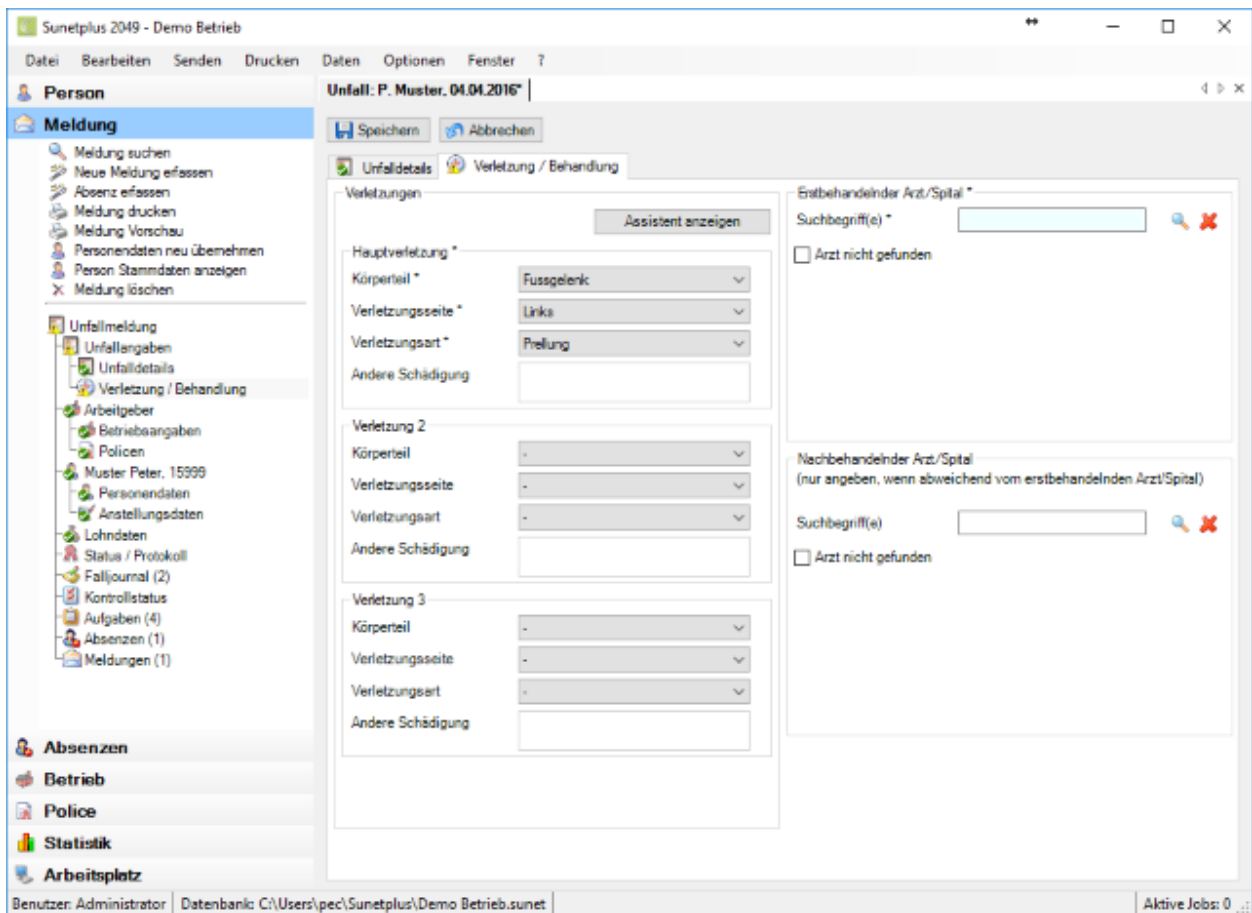 Sunetplus 2049 - Demo Betrieb
Datei Bearbeiten Senden Drucken Daten Optionen Fenster ?
Person
Meldung
Meldung suchen
Neue Meldung erfassen
Absenz erfassen
Meldung drucken
Meldung Vorschau
Personendaten neu übernehmen
Person Stammdaten anzeigen
Meldung löschen
Unfallmeldung
Unfallangaben
Unfalldetails
Verletzung / Behandlung
Arbeitgeber
Betriebsangaben
Policen
Muster Peter, 15999
Personendaten
Anstellungsdaten
Lohndaten
Status / Protokoll
Falljournal (2)
Kontrollstatus
Aufgaben (4)
Absenzen (1)
Meldungen (1)
Absenzen
Betrieb
Police
Statistik
Arbeitsplatz
Unfall: P. Muster, 04.04.2016*
Speichern Abbrechen
Unfalldetails Verletzung / Behandlung
Verletzungen
Assistent anzeigen
Hauptverletzung *
Körperteil * Fussgelenk
Verletzungsseite * Links
Verletzungsart * Prellung
Andere Schädigung
Verletzung 2
Körperteil -
Verletzungsseite -
Verletzungsart -
Andere Schädigung
Verletzung 3
Körperteil -
Verletzungsseite -
Verletzungsart -
Andere Schädigung
Erstbehandelnder Arzt/Spital *
Suchbegriff(e) *
Arzt nicht gefunden
Nachbehandelnder Arzt/Spital
(nur angeben, wenn abweichend vom erstbehandelnden Arzt/Spital)
Suchbegriff(e)
Arzt nicht gefunden
Benutzer: Administrator Datenbank: C:\Users\pec\Sunetplus\Demo Betrieb.sunet Aktive Jobs: 0